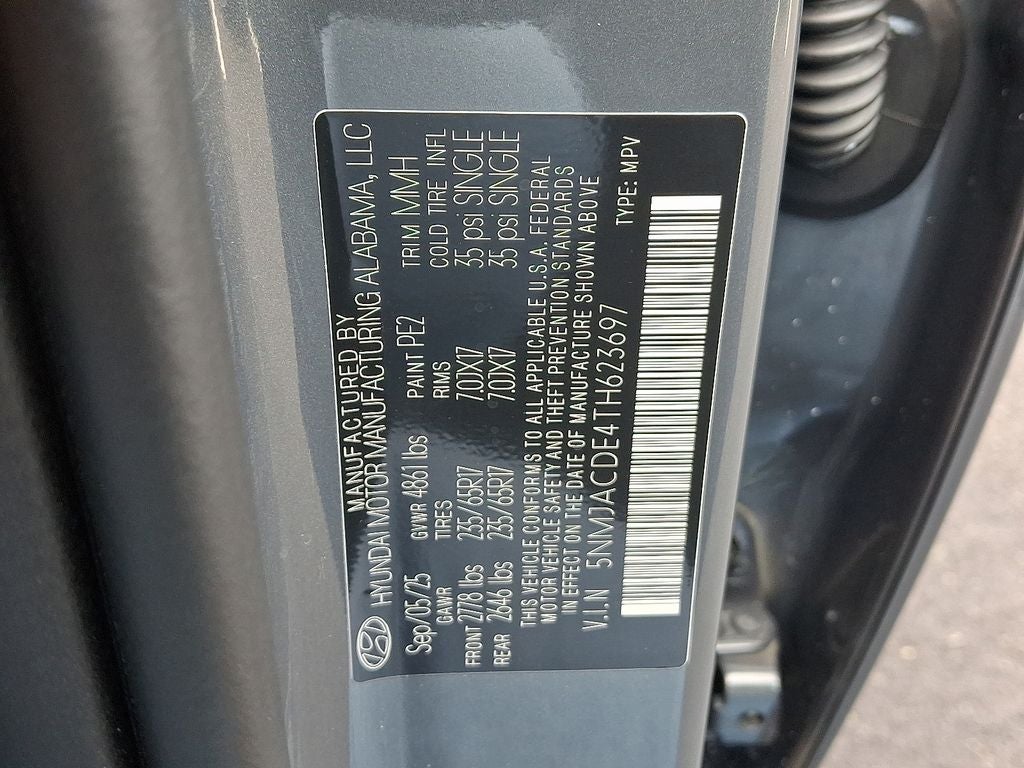 MANUFACTURED BY
HYUNDAI MOTOR MANUFACTURING ALABAMA, LLC
Sep/05/25 GVWR 4861 lbs PAINT PE2 TRIM MMH
GAWR TIRES RIMS COLD TIRE INFL
FRONT 2778 lbs 235/65R17 7.0JX17 35 psi SINGLE
REAR 2646 lbs 235/65R17 7.0JX17 35 psi SINGLE
THIS VEHICLE CONFORMS TO ALL APPLICABLE U.S.A. FEDERAL
MOTOR VEHICLE SAFETY AND THEFT PREVENTION STANDARDS
IN EFFECT ON THE DATE OF MANUFACTURE SHOWN ABOVE
V.I.N 5NMJACDE4TH623697 TYPE: MPV